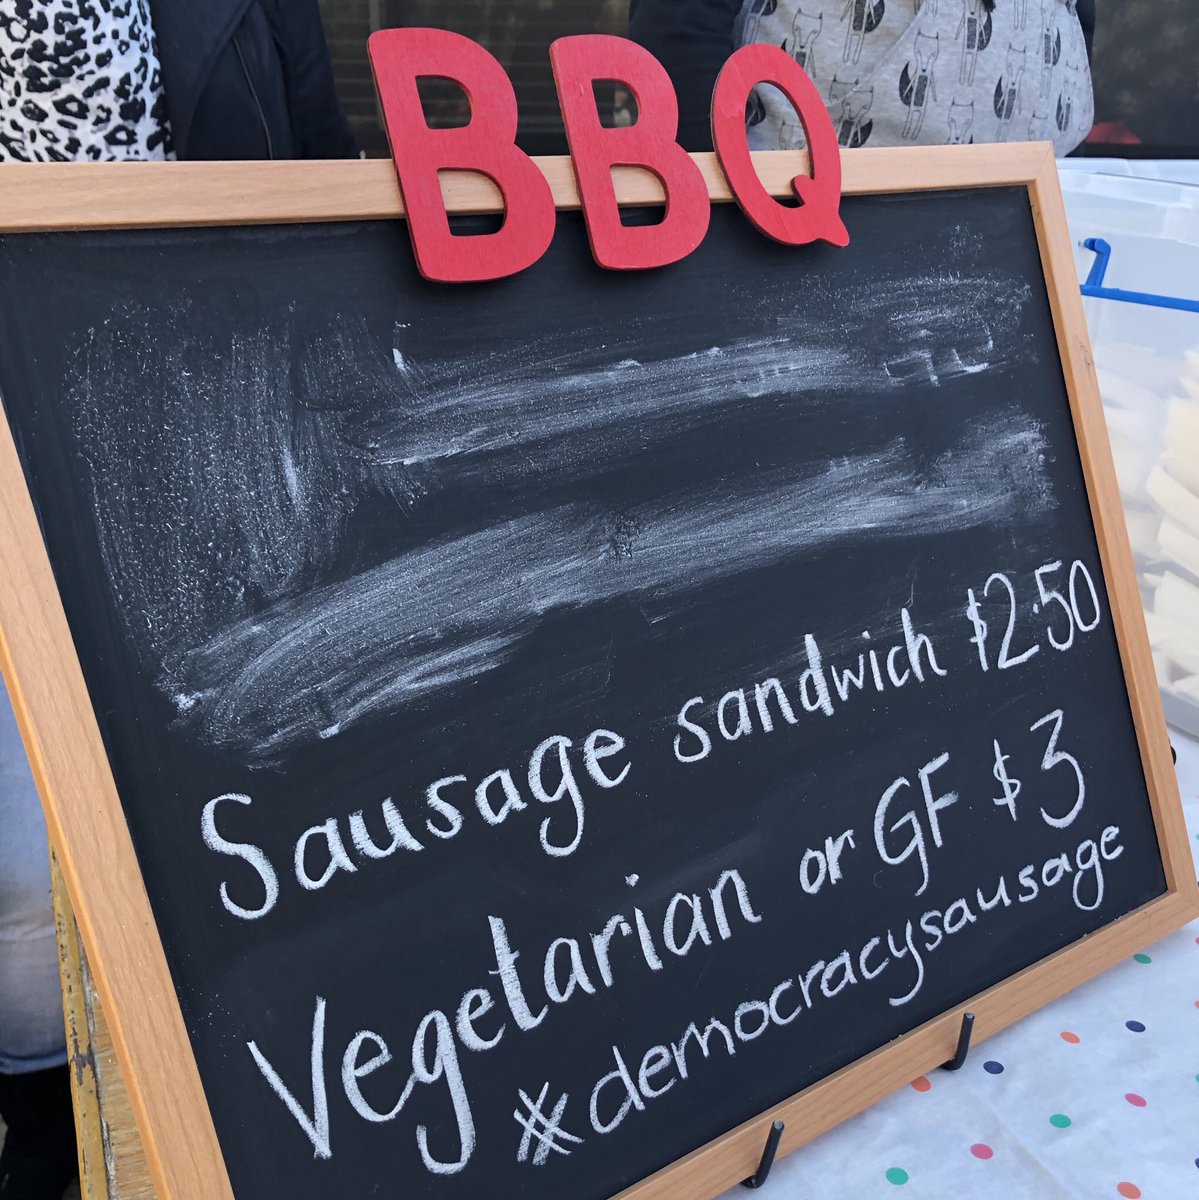 BBQ
Sausage sandwich $2.50
Vegetarian or GF $3
#democracysausage